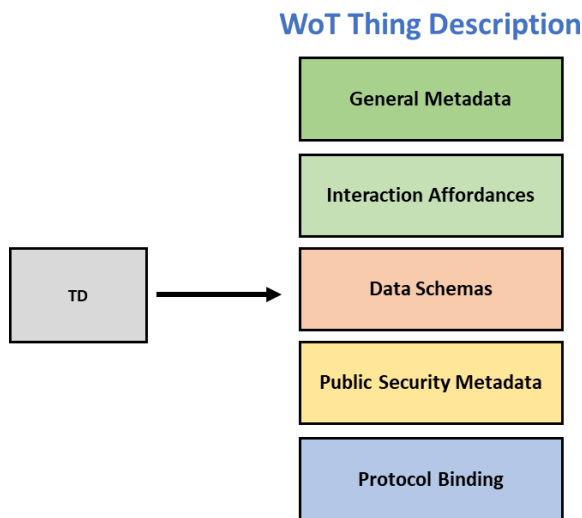 WoT Thing Description
General Metadata
Interaction Affordances
TD
Data Schemas
Public Security Metadata
Protocol Binding